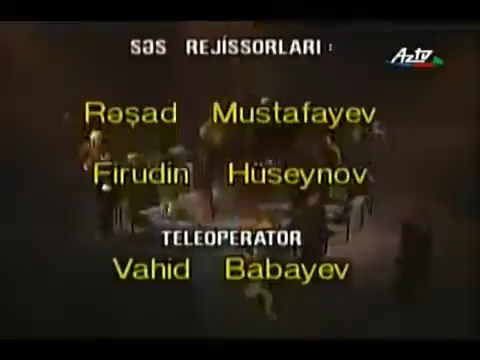 SƏS REJİSSORLARI :
AzTV
Rəşad Mustafayev
Firudin Hüseynov
TELEOPERATOR
Vahid Babayev